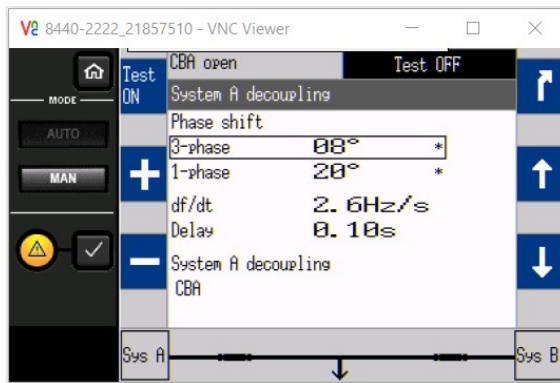 8440-2222_21857510 - VNC Viewer
MODE
AUTO
MAN
Test ON
CBA open
Test OFF
System A decoupling
Phase shift
3-phase 08° *
1-phase 20° *
df/dt 2.6Hz/s
Delay 0.10s
System A decoupling
CBA
Sys A
Sys B